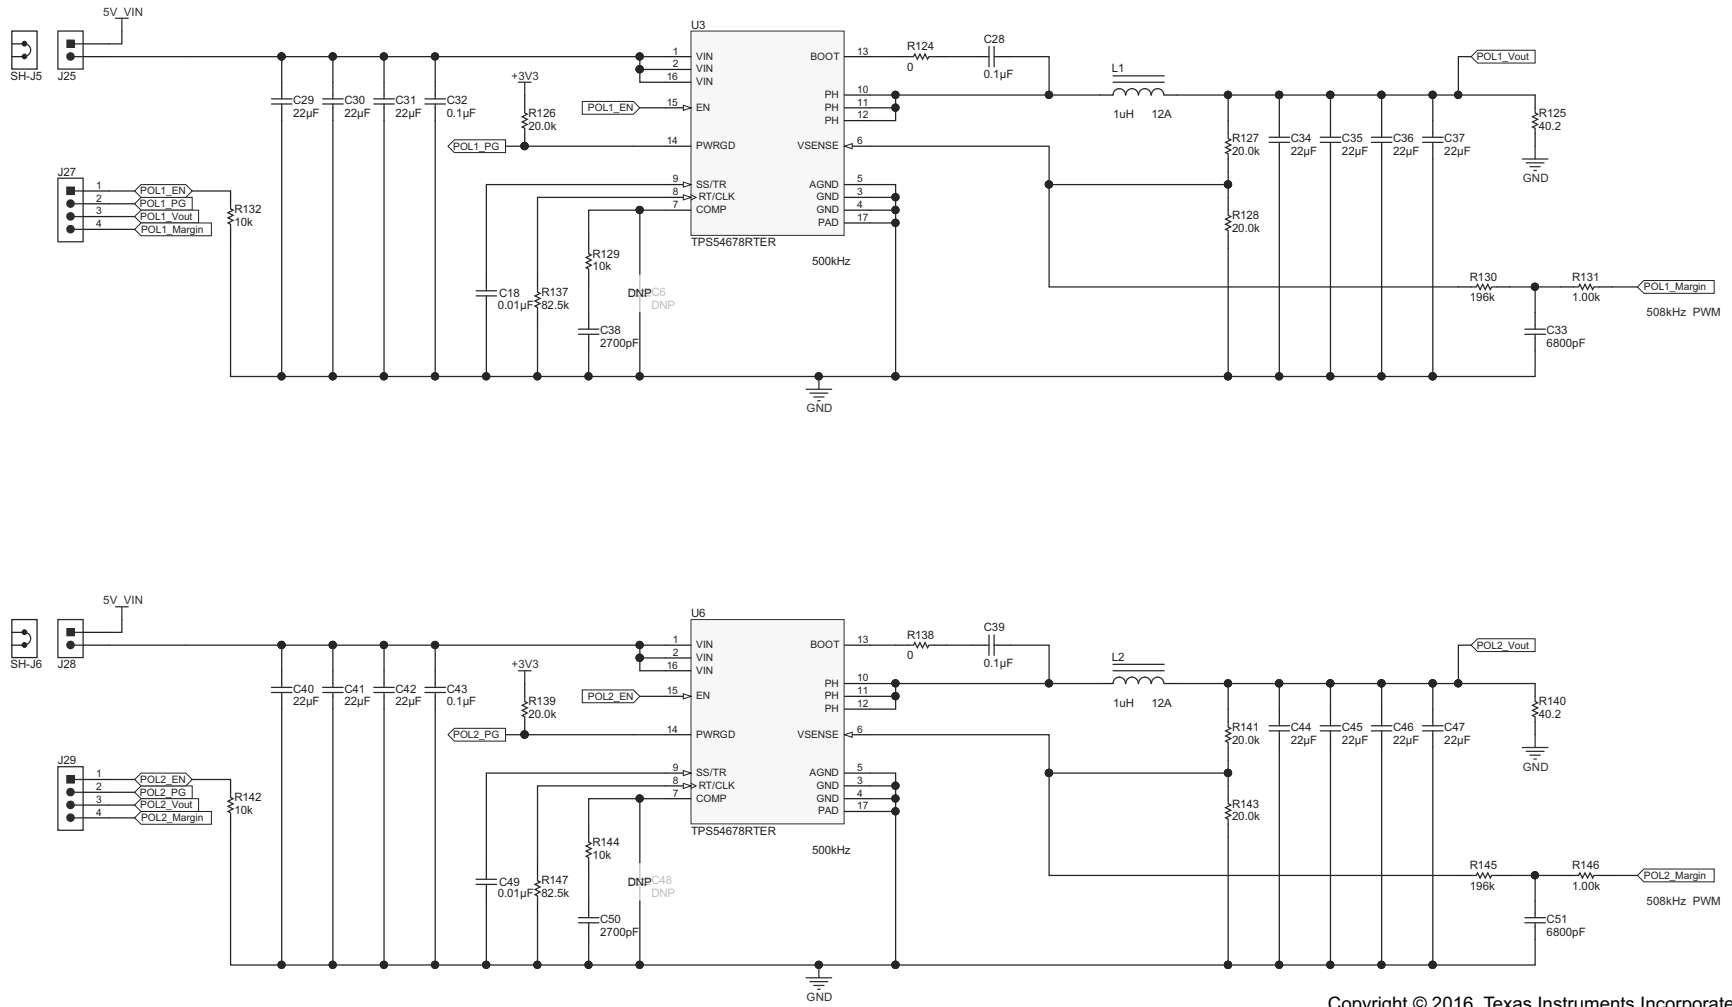 5V_VIN
SH-J5
J25
C29
22µF
C30
22µF
C31
22µF
C32
0.1µF
+3V3
R126
20.0k
POL1_EN
POL1_PG
J27
1
2
3
4
POL1_EN
POL1_PG
POL1_Vout
POL1_Margin
R132
10k
U3
1 VIN
2 VIN
16 VIN
15 EN
14 PWRGD
9 SS/TR
8 RT/CLK
7 COMP
BOOT 13
PH 10
PH 11
PH 12
VSENSE 6
AGND 5
GND 3
GND 4
PAD 17
TPS54678RTER
500kHz
C18
0.01µF
R137
82.5k
R129
10k
C38
2700pF
DNP
C6
DNP
R124
0
C28
0.1µF
L1
1uH 12A
POL1_Vout
R127
20.0k
R128
20.0k
C34
22µF
C35
22µF
C36
22µF
C37
22µF
R125
40.2
GND
R130
196k
R131
1.00k
POL1_Margin
508kHz PWM
C33
6800pF
GND
5V_VIN
SH-J6
J28
C40
22µF
C41
22µF
C42
22µF
C43
0.1µF
+3V3
R139
20.0k
POL2_EN
POL2_PG
J29
1
2
3
4
POL2_EN
POL2_PG
POL2_Vout
POL2_Margin
R142
10k
U6
1 VIN
2 VIN
16 VIN
15 EN
14 PWRGD
9 SS/TR
8 RT/CLK
7 COMP
BOOT 13
PH 10
PH 11
PH 12
VSENSE 6
AGND 5
GND 3
GND 4
PAD 17
TPS54678RTER
500kHz
C49
0.01µF
R147
82.5k
R144
10k
C50
2700pF
DNP
C48
DNP
R138
0
C39
0.1µF
L2
1uH 12A
POL2_Vout
R141
20.0k
R143
20.0k
C44
22µF
C45
22µF
C46
22µF
C47
22µF
R140
40.2
GND
R145
196k
R146
1.00k
POL2_Margin
508kHz PWM
C51
6800pF
GND
Copyright © 2016, Texas Instruments Incorporate